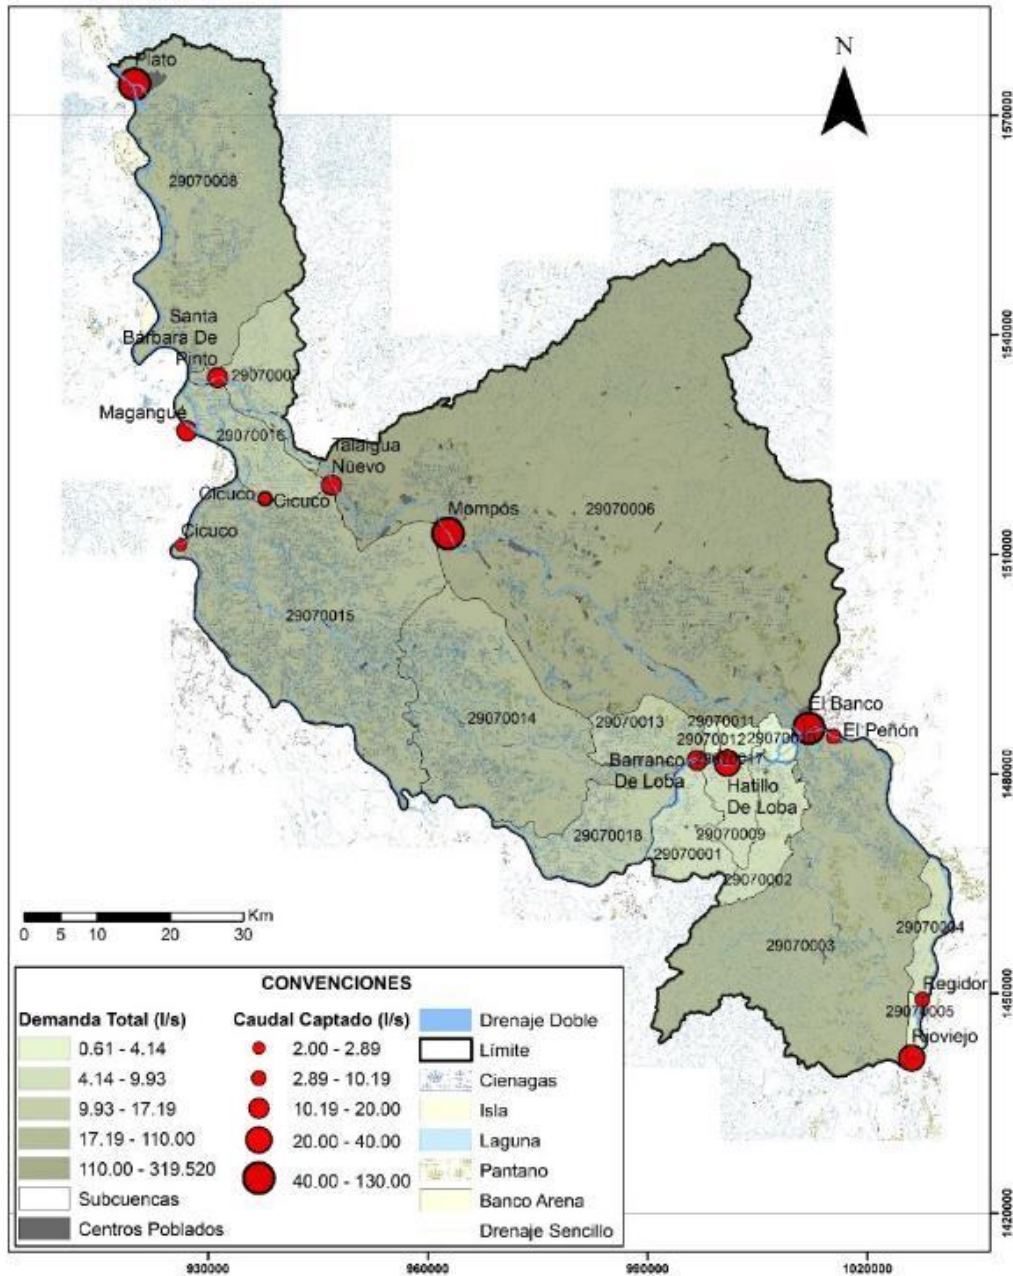 N
Plato
29070008
Santa
Bárbara De
Pinto
2907000
Magangué
29070016
Talaigua
Nuevo
Cicuco
Cicuco
Cicuco
Mompós
29070006
29070015
29070014
29070013
29070011
29070012
El Banco
El Peñón
Barranco
De Loba
Hatillo
De Loba
29070018
29070009
29070001
29070002
29070003
29070004
Regidor
29070005
Rioviejo
Km
0 5 10 20 30
1570000
1540000
1510000
1480000
1450000
1420000
930000 960000 990000 1020000
CONVENCIONES
Demanda Total (l/s)
0.61 - 4.14
4.14 - 9.93
9.93 - 17.19
17.19 - 110.00
110.00 - 319.520
Subcuencas
Centros Poblados
Caudal Captado (l/s)
2.00 - 2.89
2.89 - 10.19
10.19 - 20.00
20.00 - 40.00
40.00 - 130.00
Drenaje Doble
Límite
Cienagas
Isla
Laguna
Pantano
Banco Arena
Drenaje Sencillo